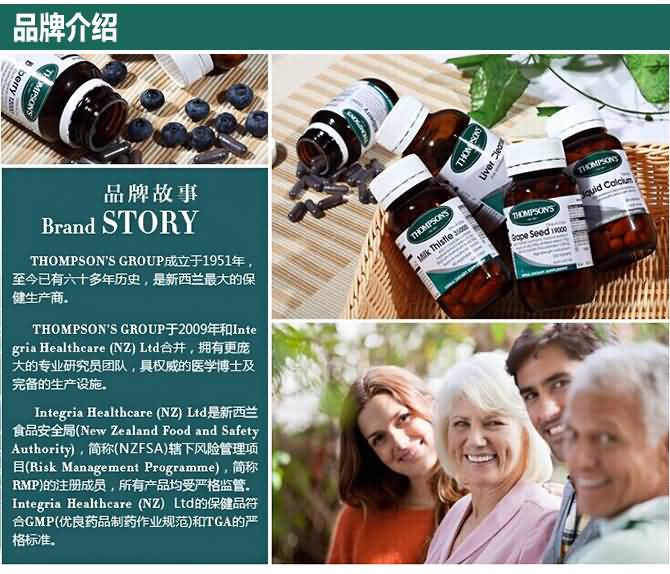 品牌介绍
THOMPSON'S
品牌故事
Brand STORY
THOMPSON'S GROUP成立于1951年，
至今已有六十多年历史，是新西兰最大的保
健生产商。
THOMPSON'S GROUP于2009年和Inte
gria Healthcare (NZ) Ltd合并，拥有更庞
大的专业研究员团队，具权威的医学博士及
完备的生产设施。
Integria Healthcare (NZ) Ltd是新西兰
食品安全局(New Zealand Food and Safety
Authority)，简称(NZFSA)辖下风险管理项
目(Risk Management Programme)，简称
RMP)的注册成员，所有产品均受严格监管。
Integria Healthcare (NZ) Ltd的保健品符
合GMP(优良药品制药作业规范)和TGA的严
格标准。
THOMPSON'S
THOMPSON'S
Liver Cleanse
THOMPSON'S
Milk Thistle 35000
THOMPSON'S
Grape Seed 19000
THOMPSON'S
Liquid Calcium